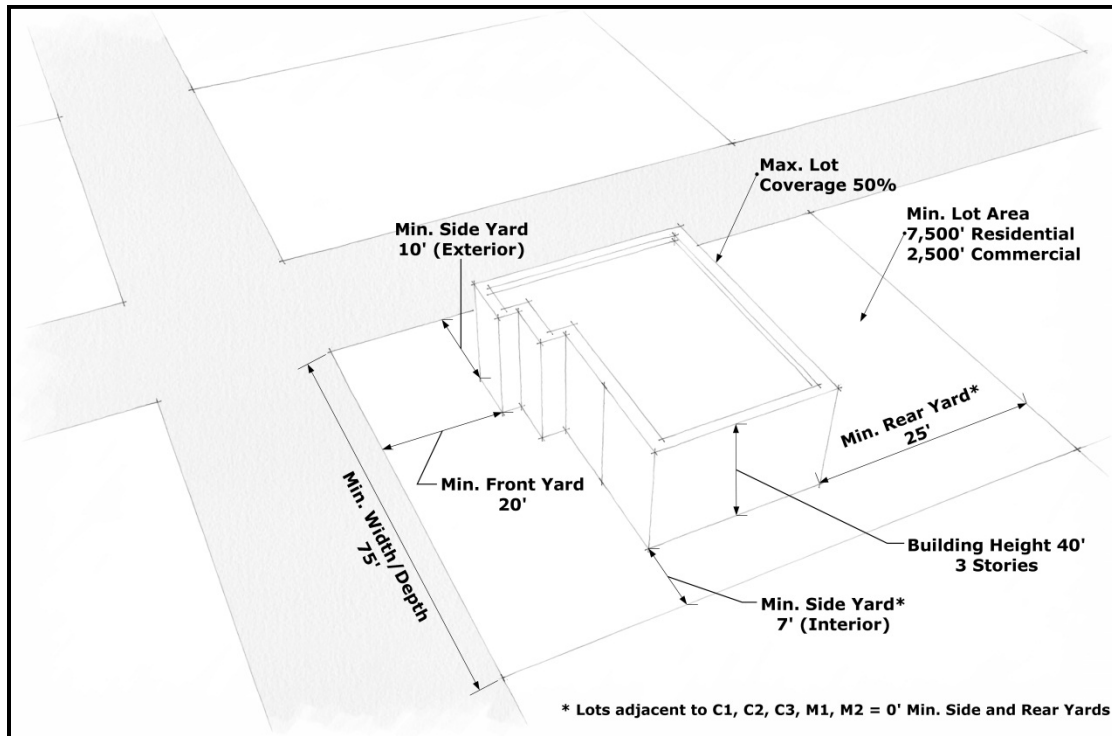 Max. Lot
Coverage 50%
Min. Lot Area
7,500' Residential
2,500' Commercial
Min. Side Yard
10' (Exterior)
Min. Rear Yard*
25'
Min. Front Yard
20'
Min. Width/Depth
75'
Building Height 40'
3 Stories
Min. Side Yard*
7' (Interior)
* Lots adjacent to C1, C2, C3, M1, M2 = 0' Min. Side and Rear Yards